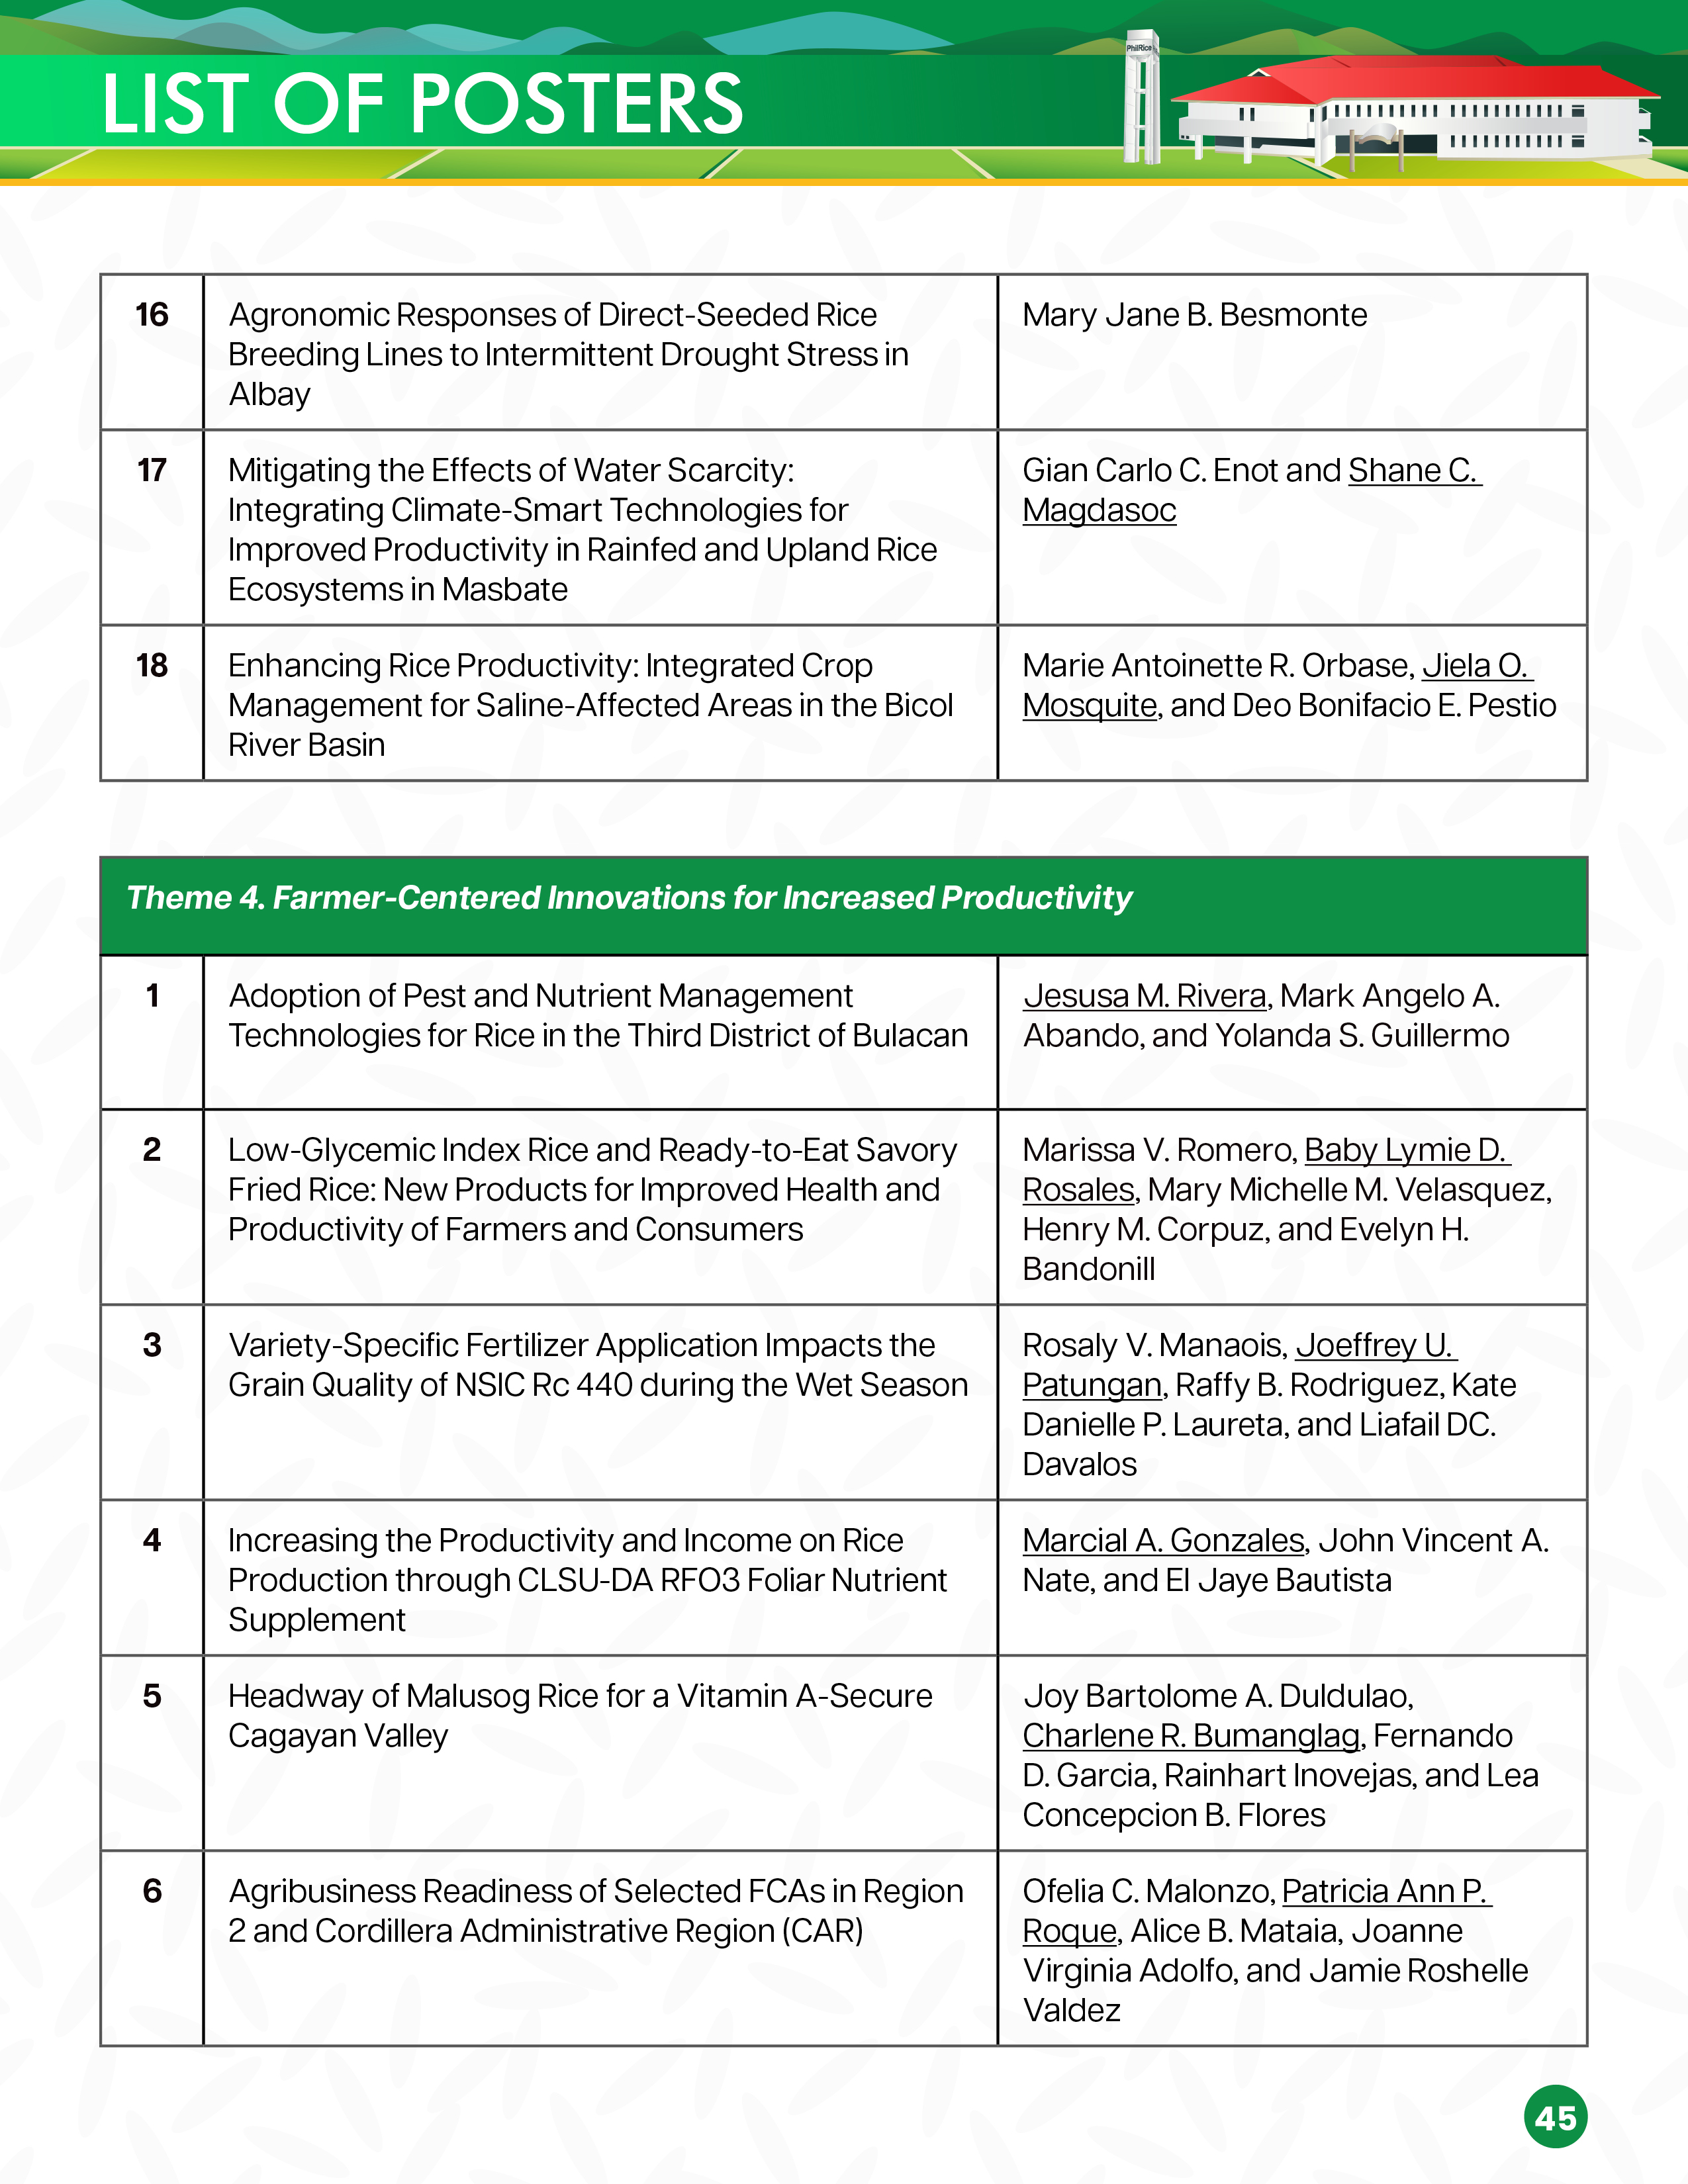 PhilRice
LIST OF POSTERS
16
Agronomic Responses of Direct-Seeded Rice
Breeding Lines to Intermittent Drought Stress in
Albay
Mary Jane B. Besmonte
17
Mitigating the Effects of Water Scarcity:
Integrating Climate-Smart Technologies for
Improved Productivity in Rainfed and Upland Rice
Ecosystems in Masbate
Gian Carlo C. Enot and Shane C.
Magdasoc
18
Enhancing Rice Productivity: Integrated Crop
Management for Saline-Affected Areas in the Bicol
River Basin
Marie Antoinette R. Orbase, Jiela O.
Mosquite, and Deo Bonifacio E. Pestio
Theme 4. Farmer-Centered Innovations for Increased Productivity
1
Adoption of Pest and Nutrient Management
Technologies for Rice in the Third District of Bulacan
Jesusa M. Rivera, Mark Angelo A.
Abando, and Yolanda S. Guillermo
2
Low-Glycemic Index Rice and Ready-to-Eat Savory
Fried Rice: New Products for Improved Health and
Productivity of Farmers and Consumers
Marissa V. Romero, Baby Lymie D.
Rosales, Mary Michelle M. Velasquez,
Henry M. Corpuz, and Evelyn H.
Bandonill
3
Variety-Specific Fertilizer Application Impacts the
Grain Quality of NSIC Rc 440 during the Wet Season
Rosaly V. Manaois, Joeffrey U.
Patungan, Raffy B. Rodriguez, Kate
Danielle P. Laureta, and Liafail DC.
Davalos
4
Increasing the Productivity and Income on Rice
Production through CLSU-DA RFO3 Foliar Nutrient
Supplement
Marcial A. Gonzales, John Vincent A.
Nate, and El Jaye Bautista
5
Headway of Malusog Rice for a Vitamin A-Secure
Cagayan Valley
Joy Bartolome A. Duldulao,
Charlene R. Bumanglag, Fernando
D. Garcia, Rainhart Inovejas, and Lea
Concepcion B. Flores
6
Agribusiness Readiness of Selected FCAs in Region
2 and Cordillera Administrative Region (CAR)
Ofelia C. Malonzo, Patricia Ann P.
Roque, Alice B. Mataia, Joanne
Virginia Adolfo, and Jamie Roshelle
Valdez
45